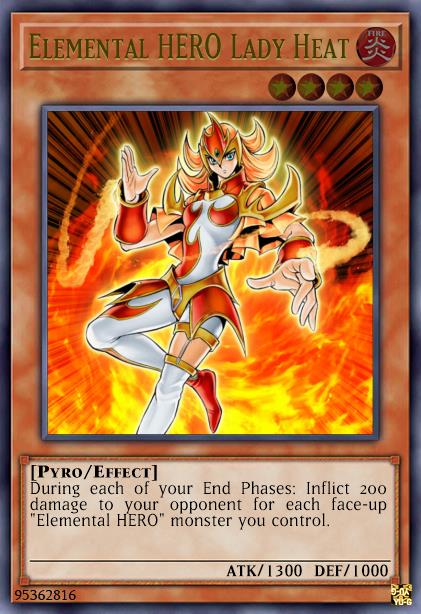 Elemental HERO Lady Heat
FIRE
炎
[Pyro/Effect]
During each of your End Phases: Inflict 200
damage to your opponent for each face-up
"Elemental HERO" monster you control.
ATK/1300 DEF/1000
95362816